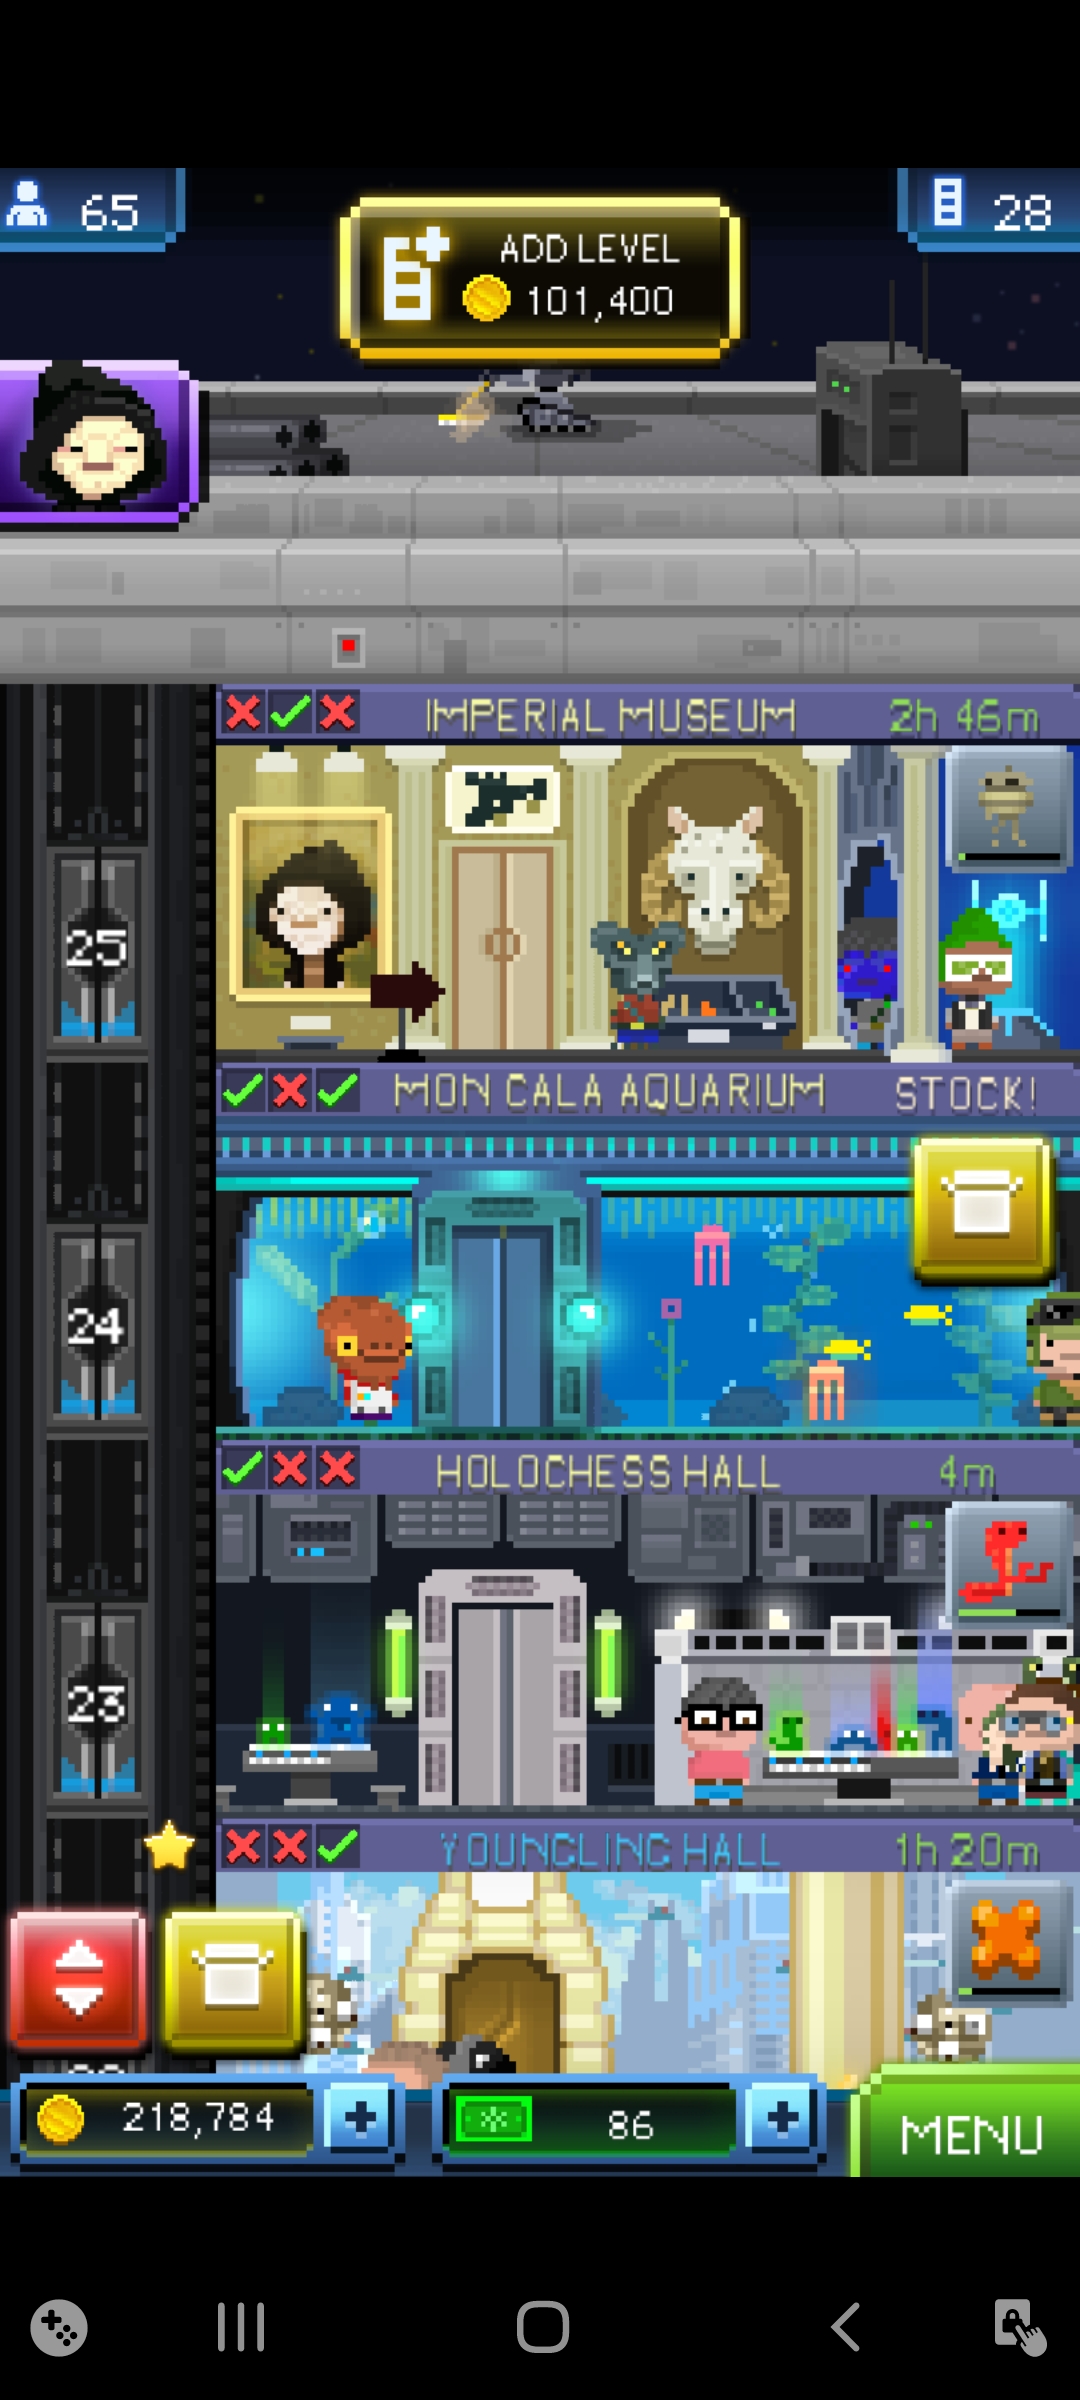 65
28
ADD LEVEL
101,400
IMPERIAL MUSEUM 2h 46m
25
MON CALA AQUARIUM STOCK!
24
HOLOCHESS HALL 4m
23
YOUNGLING HALL 1h 20m
218,784
86
MENU